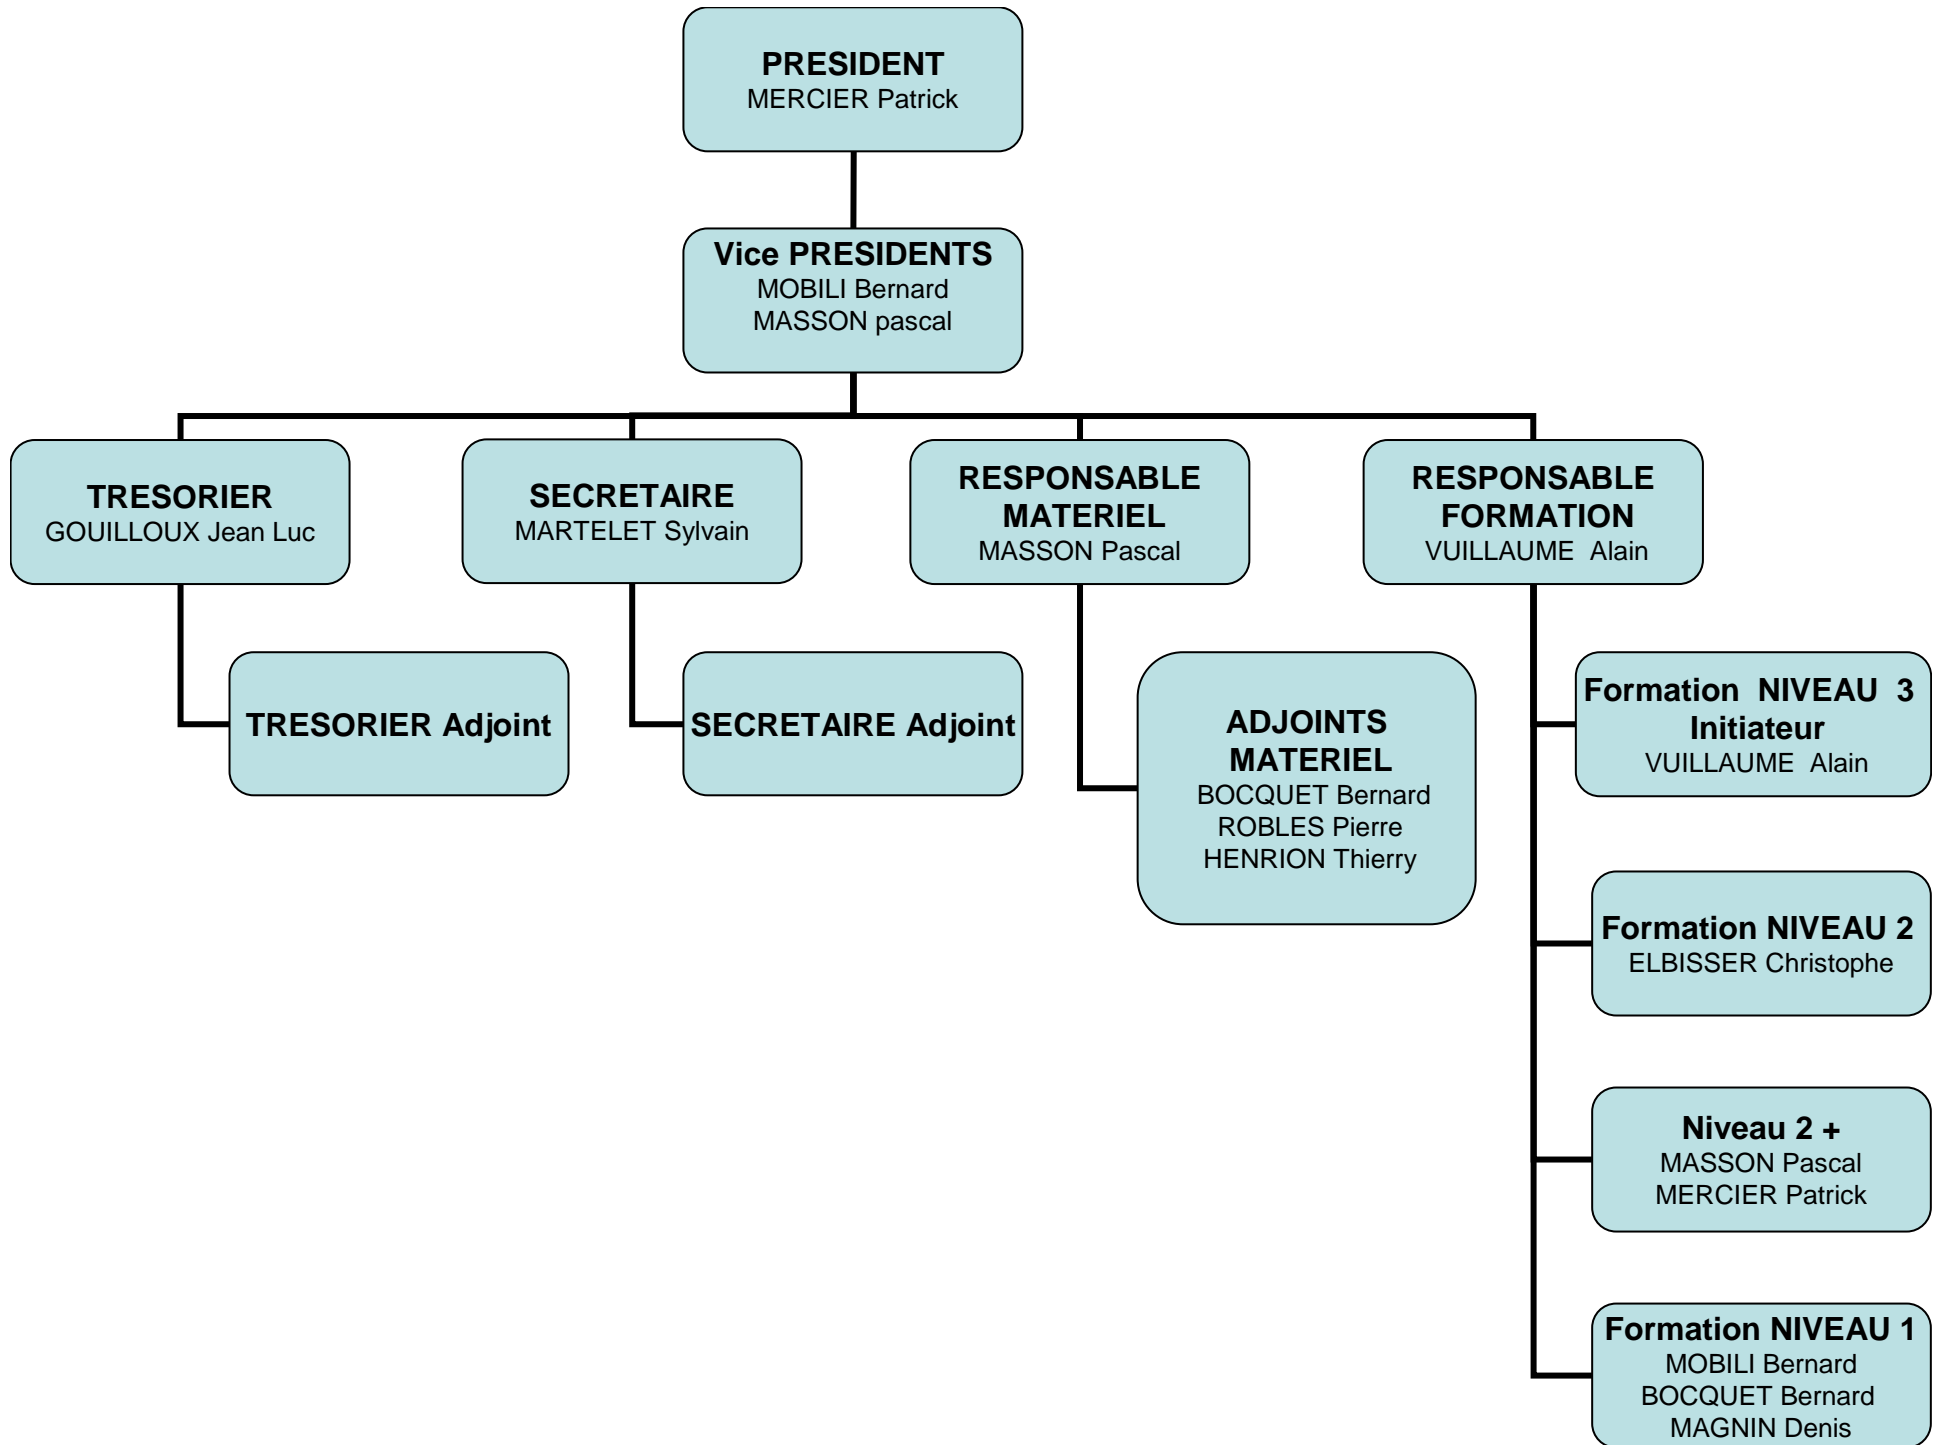 PRESIDENT
MERCIER Patrick
Vice PRESIDENTS
MOBILI Bernard
MASSON pascal
TRESORIER
GOUILLOUX Jean Luc
SECRETAIRE
MARTELET Sylvain
RESPONSABLE
MATERIEL
MASSON Pascal
RESPONSABLE
FORMATION
VUILLAUME  Alain
TRESORIER Adjoint
SECRETAIRE Adjoint
ADJOINTS
MATERIEL
BOCQUET Bernard
ROBLES Pierre
HENRION Thierry
Formation  NIVEAU  3
Initiateur
VUILLAUME  Alain
Formation NIVEAU 2
ELBISSER Christophe
Niveau 2 +
MASSON Pascal
MERCIER Patrick
Formation NIVEAU 1
MOBILI Bernard
BOCQUET Bernard
MAGNIN Denis